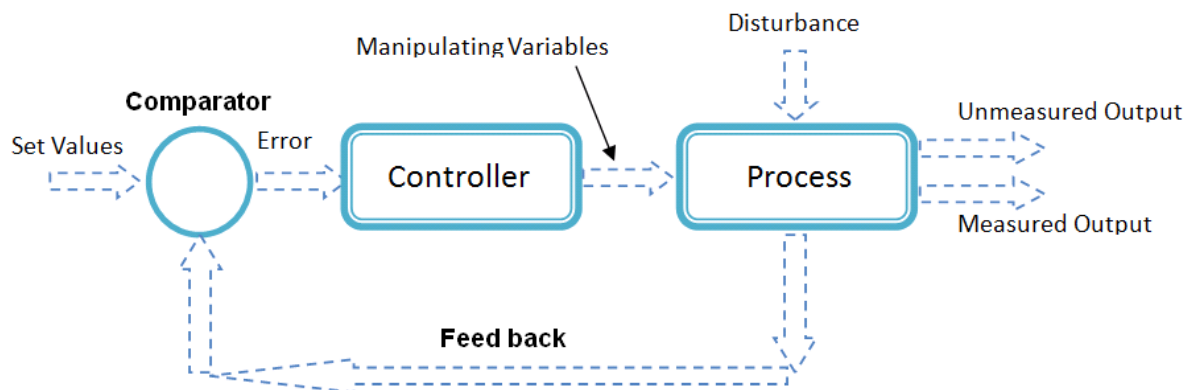 Disturbance
Manipulating Variables
Comparator
Set Values
Error
Controller
Process
Unmeasured Output
Measured Output
Feed back